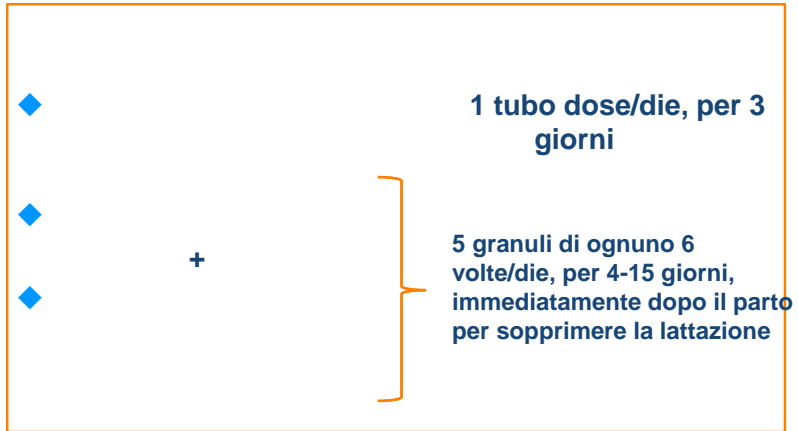 1 tubo dose/die, per 3
giorni
+
5 granuli di ognuno 6
volte/die, per 4-15 giorni,
immediatamente dopo il parto
per sopprimere la lattazione